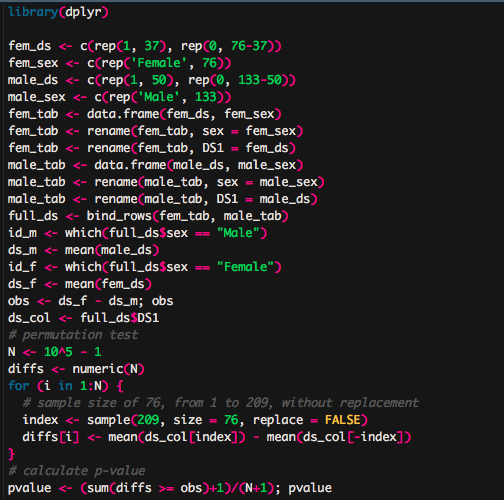 library(dplyr)
fem_ds <- c(rep(1, 37), rep(0, 76-37))
fem_sex <- c(rep('Female', 76))
male_ds <- c(rep(1, 50), rep(0, 133-50))
male_sex <- c(rep('Male', 133))
fem_tab <- data.frame(fem_ds, fem_sex)
fem_tab <- rename(fem_tab, sex = fem_sex)
fem_tab <- rename(fem_tab, DS1 = fem_ds)
male_tab <- data.frame(male_ds, male_sex)
male_tab <- rename(male_tab, sex = male_sex)
male_tab <- rename(male_tab, DS1 = male_ds)
full_ds <- bind_rows(fem_tab, male_tab)
id_m <- which(full_ds$sex == "Male")
ds_m <- mean(male_ds)
id_f <- which(full_ds$sex == "Female")
ds_f <- mean(fem_ds)
obs <- ds_f - ds_m; obs
ds_col <- full_ds$DS1
# permutation test
N <- 10^5 - 1
diffs <- numeric(N)
for (i in 1:N) {
  # sample size of 76, from 1 to 209, without replacement
  index <- sample(209, size = 76, replace = FALSE)
  diffs[i] <- mean(ds_col[index]) - mean(ds_col[-index])
}
# calculate p-value
pvalue <- (sum(diffs >= obs)+1)/(N+1); pvalue